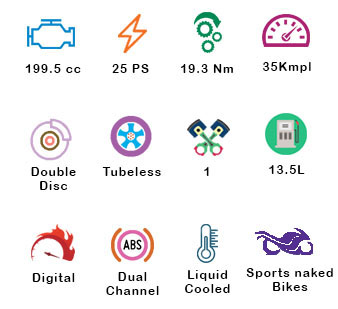 199.5 cc
25 PS
19.3 Nm
35Kmpl
Double
Disc
Tubeless
1
13.5L
Digital
ABS
Dual
Channel
Liquid
Cooled
Sports naked
Bikes